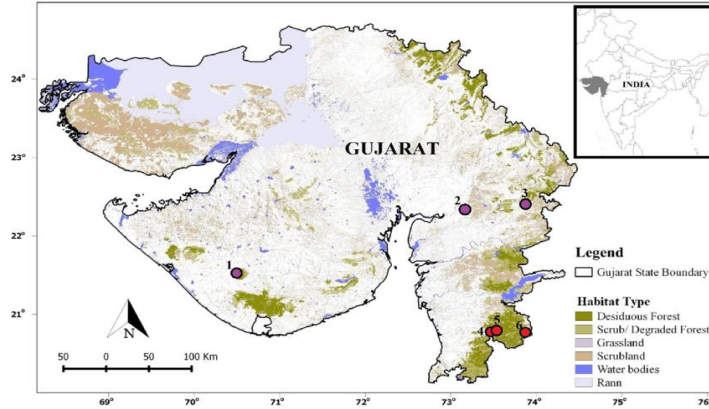 24°
23°
22°
21°
INDIA
GUJARAT
1
2
3
4
5
6
N
50 0 50 100 Km
Legend
Gujarat State Boundary
Habitat Type
Desiduous Forest
Scrub/ Degraded Forest
Grassland
Scrubland
Water bodies
Rann
69° 70° 71° 72° 73° 74° 75° 76°